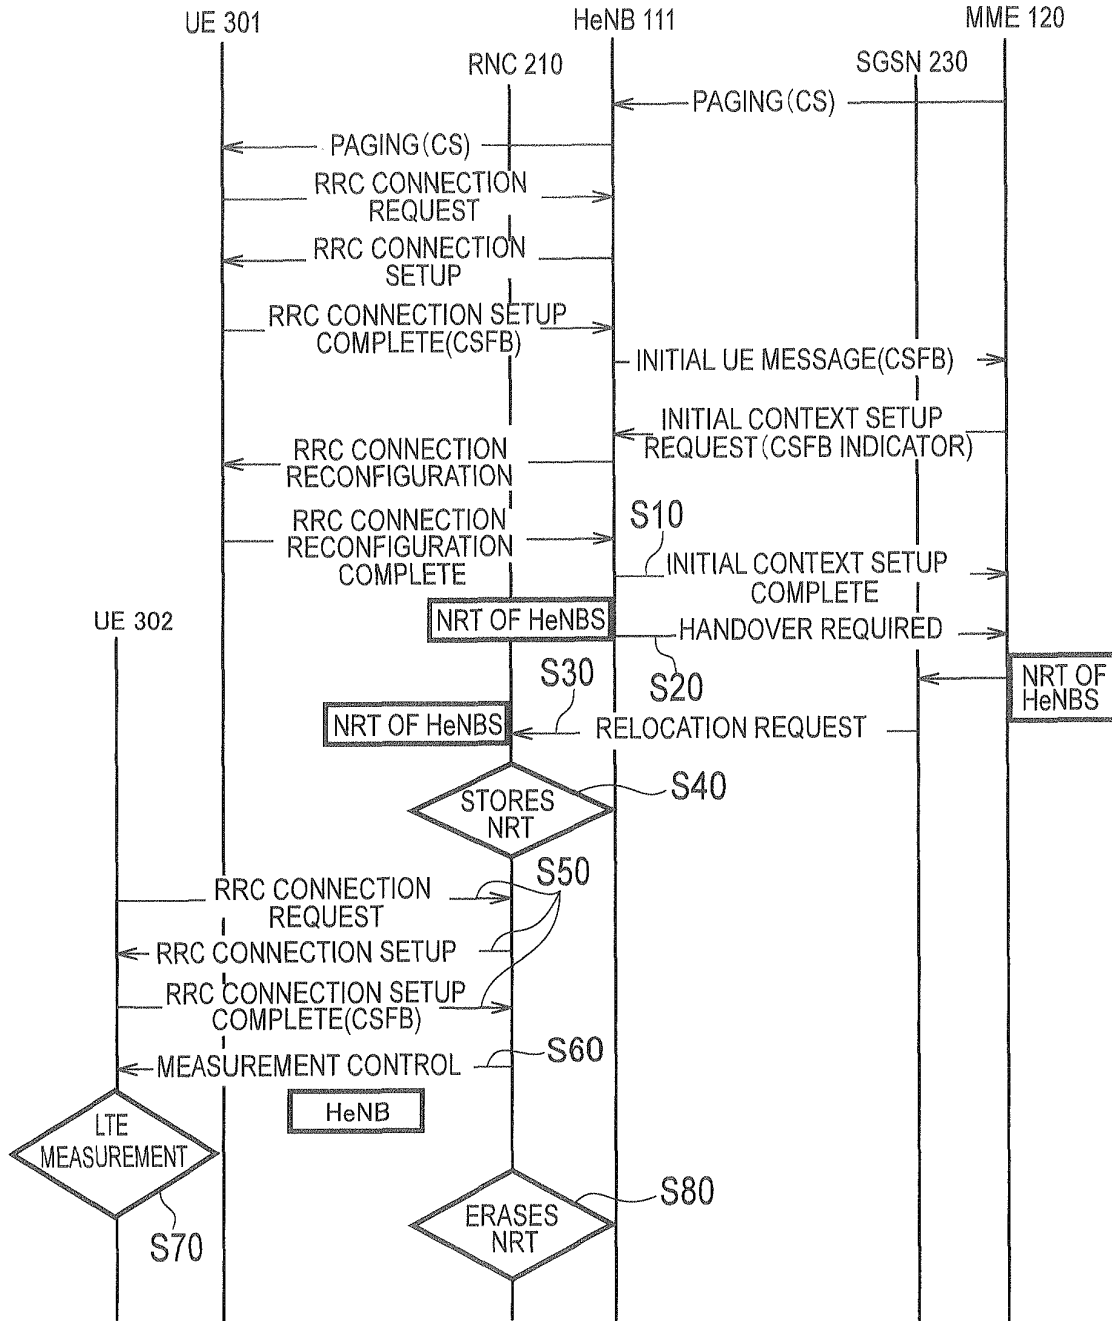 UE 301
HeNB 111
MME 120
RNC 210
SGSN 230
PAGING(CS)
PAGING(CS)
RRC CONNECTION
REQUEST
RRC CONNECTION
SETUP
RRC CONNECTION SETUP
COMPLETE(CSFB)
INITIAL UE MESSAGE(CSFB)
INITIAL CONTEXT SETUP
REQUEST(CSFB INDICATOR)
RRC CONNECTION
RECONFIGURATION
RRC CONNECTION
RECONFIGURATION
COMPLETE
S10
INITIAL CONTEXT SETUP
COMPLETE
UE 302
NRT OF HeNBS
HANDOVER REQUIRED
S20
NRT OF
HeNBS
S30
NRT OF HeNBS
RELOCATION REQUEST
STORES
NRT
S40
S50
RRC CONNECTION
REQUEST
RRC CONNECTION SETUP
RRC CONNECTION SETUP
COMPLETE(CSFB)
MEASUREMENT CONTROL
S60
HeNB
LTE
MEASUREMENT
S70
ERASES
NRT
S80